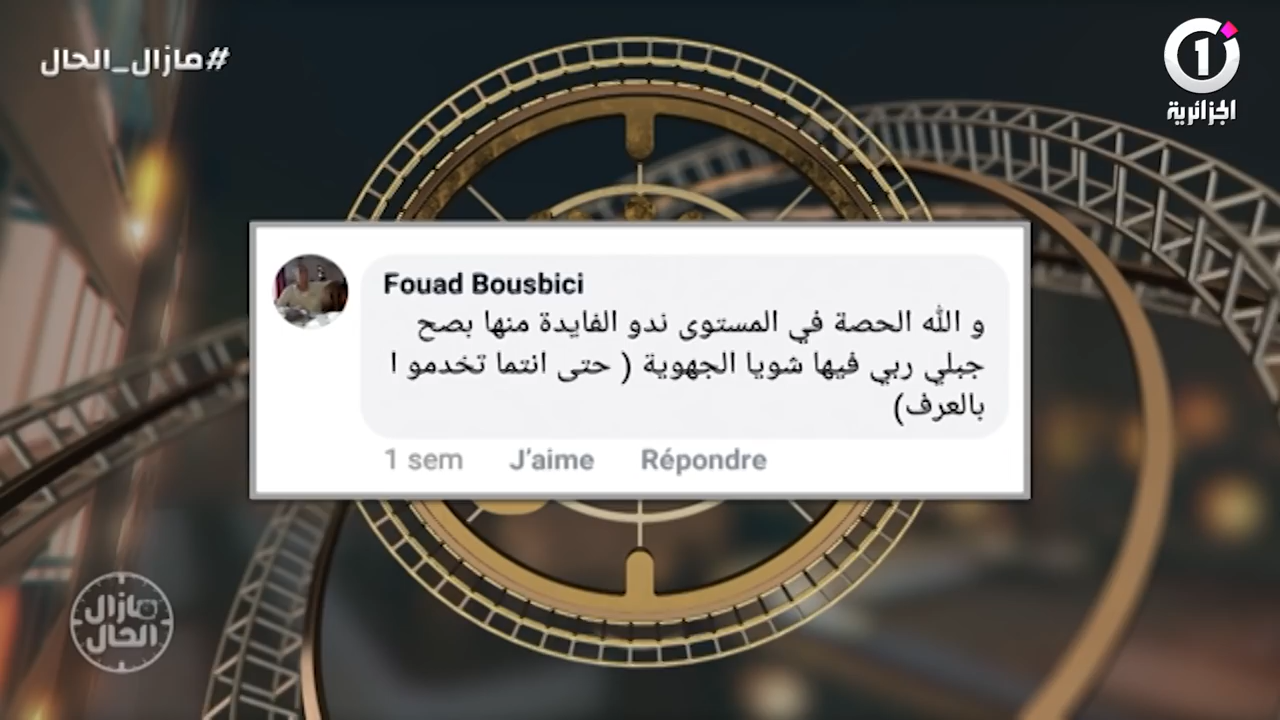 #مازال_الحال
1
الجزائرية
Fouad Bousbici
و الله الحصة في المستوى ندو الفايدة منها بصح
جبلي ربي فيها شويا الجهوية ( حتى انتما تخدمو ا
بالعرف)
1 sem J'aime Répondre
مازال
الحال